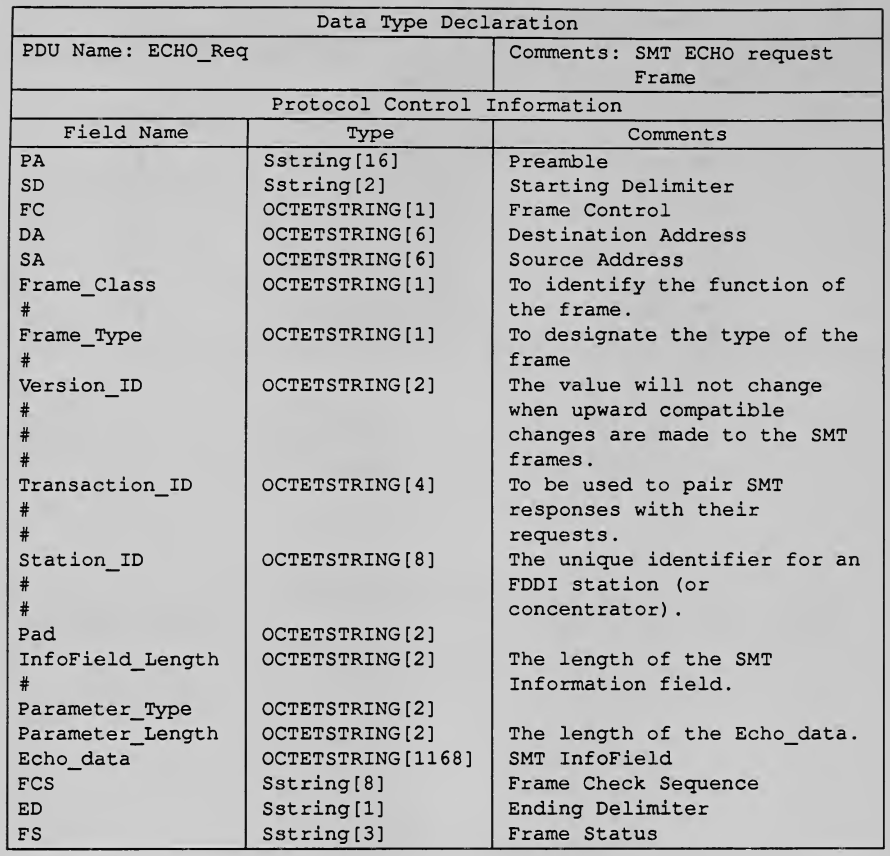 Data Type Declaration
PDU Name: ECHO_Req Comments: SMT ECHO request
Frame
Protocol Control Information
Field Name Type Comments
PA Sstring[16] Preamble
SD Sstring[2] Starting Delimiter
FC OCTETSTRING[1] Frame Control
DA OCTETSTRING[6] Destination Address
SA OCTETSTRING[6] Source Address
Frame_Class OCTETSTRING[1] To identify the function of
# the frame.
Frame_Type OCTETSTRING[1] To designate the type of the
# frame
Version_ID OCTETSTRING[2] The value will not change
# when upward compatible
# changes are made to the SMT
# frames.
Transaction_ID OCTETSTRING[4] To be used to pair SMT
# responses with their
# requests.
Station_ID OCTETSTRING[8] The unique identifier for an
# FDDI station (or
# concentrator).
Pad OCTETSTRING[2]
InfoField_Length OCTETSTRING[2] The length of the SMT
# Information field.
Parameter_Type OCTETSTRING[2]
Parameter_Length OCTETSTRING[2] The length of the Echo_data.
Echo_data OCTETSTRING[1168] SMT InfoField
FCS Sstring[8] Frame Check Sequence
ED Sstring[1] Ending Delimiter
FS Sstring[3] Frame Status